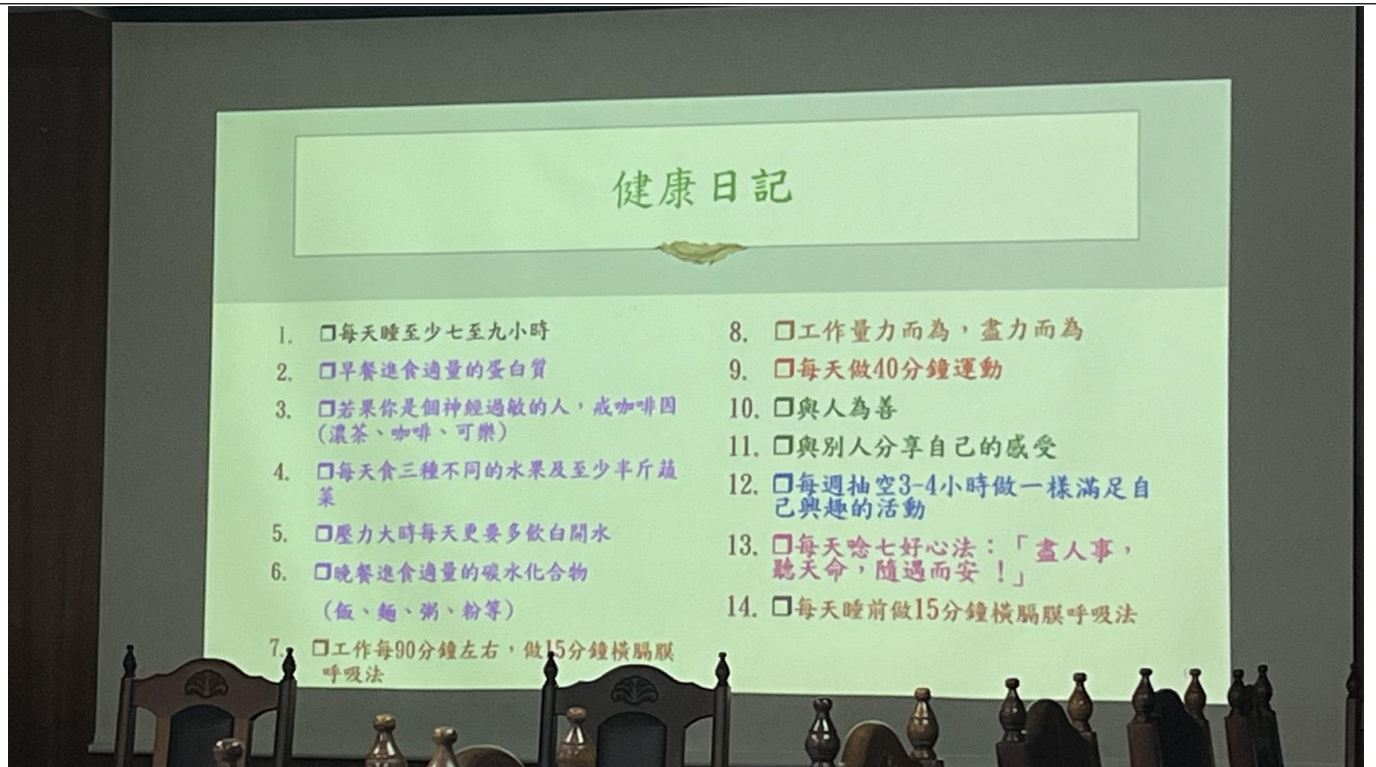 健康日記
1. ❒每天睡至少七至九小時
2. ❒早餐進食適量的蛋白質
3. ❒若果你是個神經過敏的人，戒咖啡因
(濃茶、咖啡、可樂)
4. ❒每天食三種不同的水果及至少半斤蔬
菜
5. ❒壓力大時每天更要多飲白開水
6. ❒晚餐進食適量的碳水化合物
(飯、麵、粥、粉等)
7. ❒工作每90分鐘左右，做15分鐘橫膈膜
呼吸法
8. ❒工作量力而為，盡力而為
9. ❒每天做40分鐘運動
10. ❒與人為善
11. ❒與別人分享自己的感受
12. ❒每週抽空3-4小時做一樣滿足自
己興趣的活動
13. ❒每天唸七好心法：「盡人事，
聽天命，隨遇而安！」
14. ❒每天睡前做15分鐘橫膈膜呼吸法